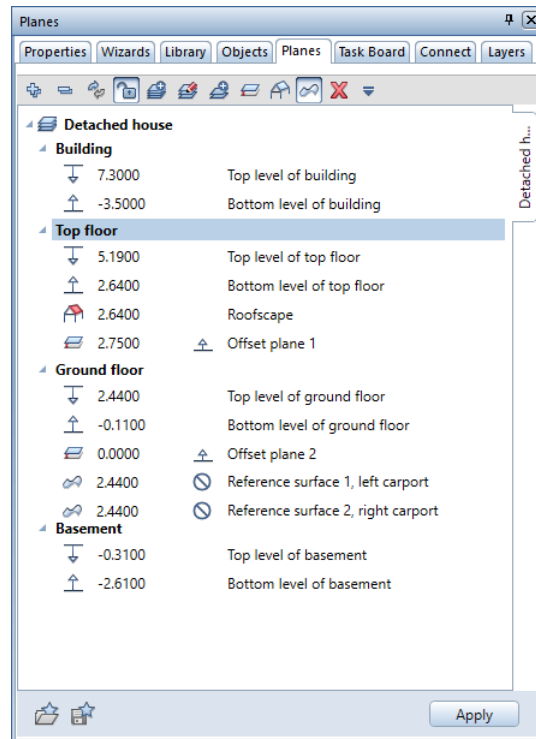 Planes
Properties Wizards Library Objects Planes Task Board Connect Layers
Detached house
Building
7.3000 Top level of building
-3.5000 Bottom level of building
Top floor
5.1900 Top level of top floor
2.6400 Bottom level of top floor
2.6400 Roofscape
2.7500 Offset plane 1
Ground floor
2.4400 Top level of ground floor
-0.1100 Bottom level of ground floor
0.0000 Offset plane 2
2.4400 Reference surface 1, left carport
2.4400 Reference surface 2, right carport
Basement
-0.3100 Top level of basement
-2.6100 Bottom level of basement
Detached h...
Apply